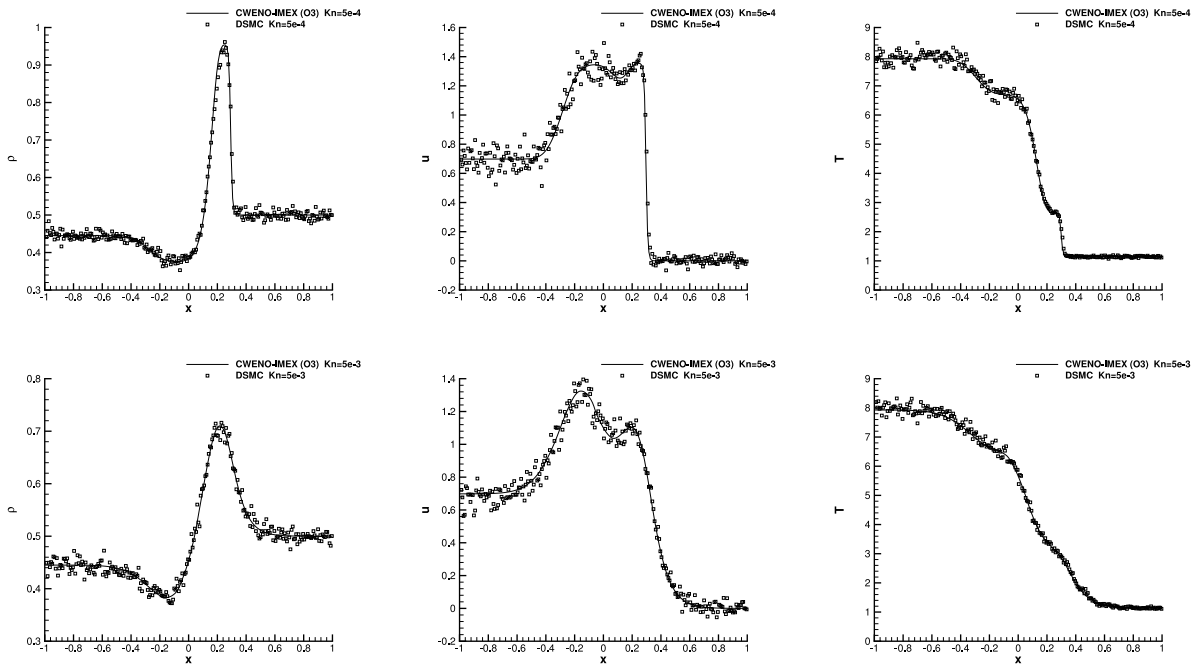 CWENO-IMEX (O3) Kn=5e-4
DSMC Kn=5e-4
ρ
1
0.9
0.8
0.7
0.6
0.5
0.4
0.3
-1 -0.8 -0.6 -0.4 -0.2 0 0.2 0.4 0.6 0.8 1
x
CWENO-IMEX (O3) Kn=5e-4
DSMC Kn=5e-4
u
1.6
1.4
1.2
1
0.8
0.6
0.4
0.2
0
-0.2
-1 -0.8 -0.6 -0.4 -0.2 0 0.2 0.4 0.6 0.8 1
x
CWENO-IMEX (O3) Kn=5e-4
DSMC Kn=5e-4
T
9
8
7
6
5
4
3
2
1
0
-1 -0.8 -0.6 -0.4 -0.2 0 0.2 0.4 0.6 0.8 1
x
CWENO-IMEX (O3) Kn=5e-3
DSMC Kn=5e-3
ρ
0.8
0.7
0.6
0.5
0.4
0.3
-1 -0.8 -0.6 -0.4 -0.2 0 0.2 0.4 0.6 0.8 1
x
CWENO-IMEX (O3) Kn=5e-3
DSMC Kn=5e-3
u
1.4
1.2
1
0.8
0.6
0.4
0.2
0
-0.2
-1 -0.8 -0.6 -0.4 -0.2 0 0.2 0.4 0.6 0.8 1
x
CWENO-IMEX (O3) Kn=5e-3
DSMC Kn=5e-3
T
9
8
7
6
5
4
3
2
1
0
-1 -0.8 -0.6 -0.4 -0.2 0 0.2 0.4 0.6 0.8 1
x